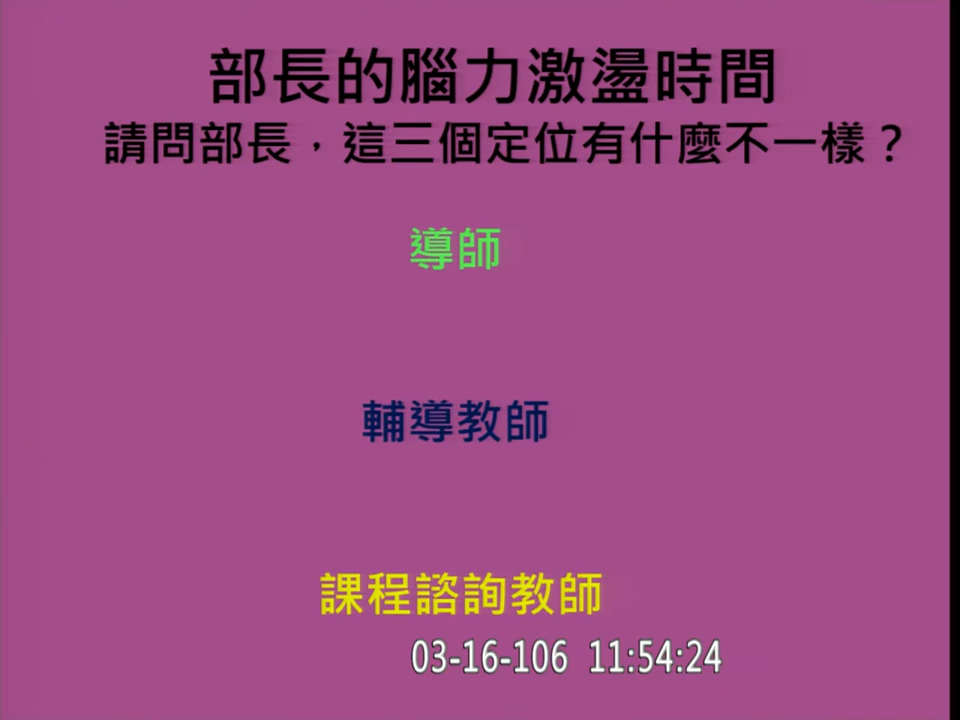 部長的腦力激盪時間
請問部長，這三個定位有什麼不一樣？
導師
輔導教師
課程諮詢教師
03-16-106 11:54:24